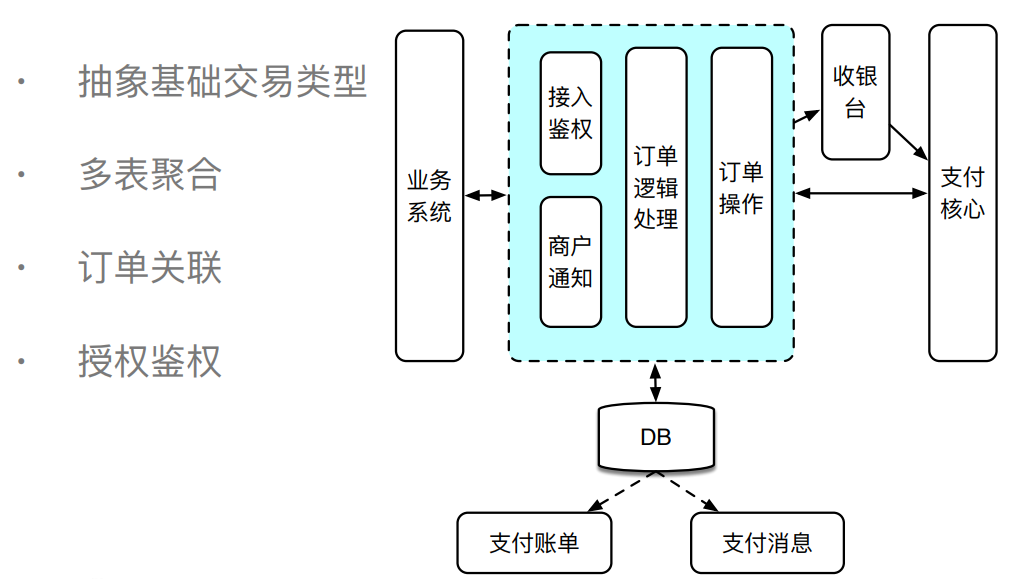 · 抽象基础交易类型
· 多表聚合
· 订单关联
· 授权鉴权
业务
系统
接入
鉴权
商户
通知
订单
逻辑
处理
订单
操作
收银
台
支付
核心
DB
支付账单
支付消息